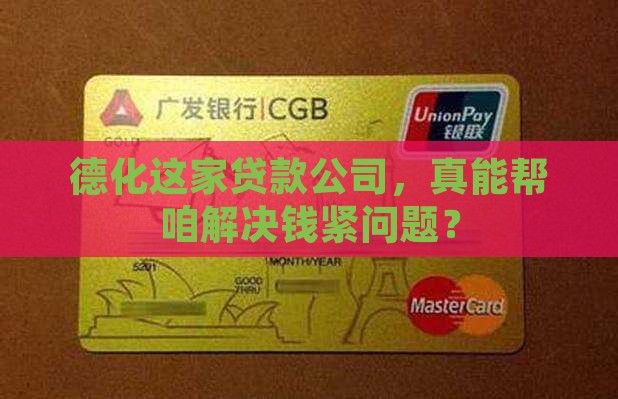 广发银行|CGB
UnionPay
银联
GOLD
德化这家贷款公司，真能帮
咱解决钱紧问题？
5201
MONTH/YEAR
GOOD
THRU
MasterCard